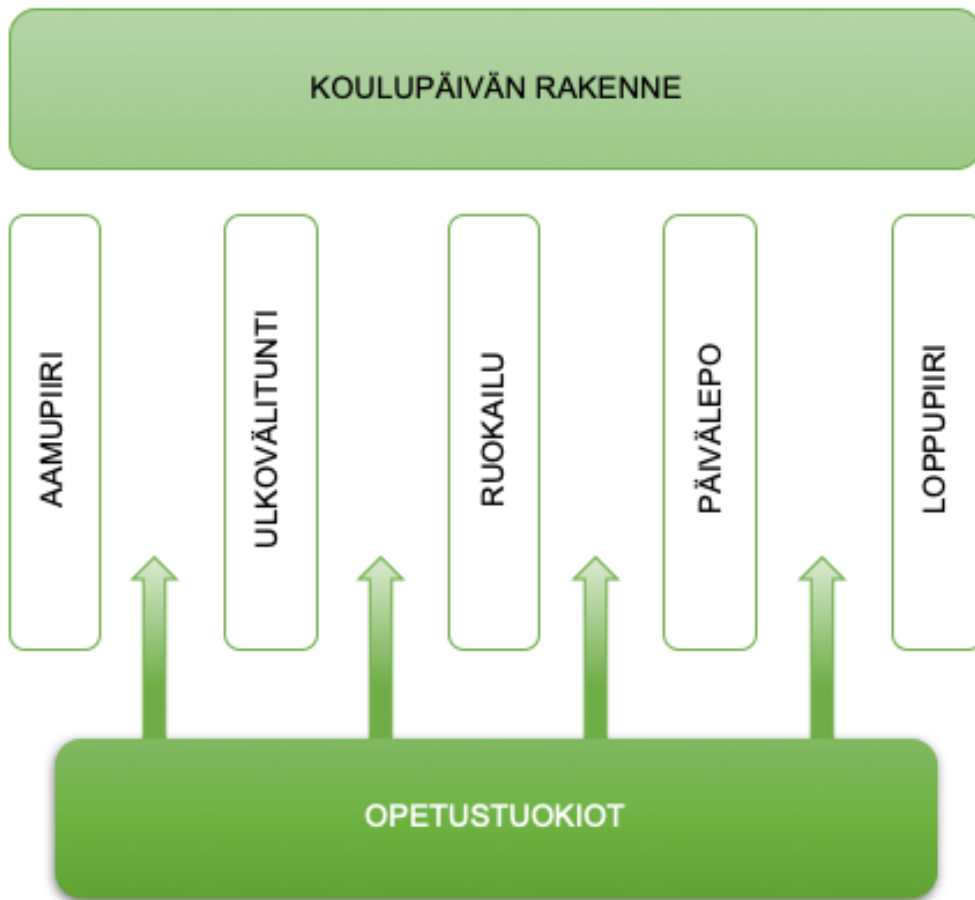 KOULUPÄIVÄN RAKENNE
AAMUPIIRI
ULKOVÄLITUNTI
RUOKAILU
PÄIVÄLEPO
LOPPUPIIRI
OPETUSTUOKIOT